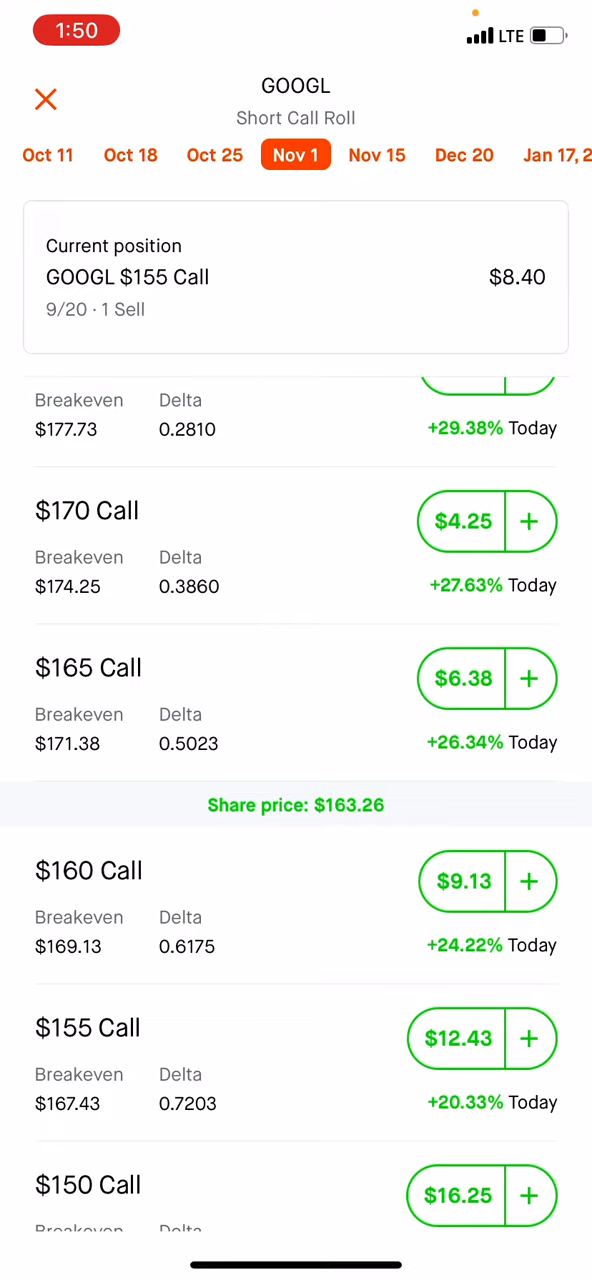 1:50
LTE
GOOGL
Short Call Roll
Oct 11 Oct 18 Oct 25 Nov 1 Nov 15 Dec 20 Jan 17, 2
Current position
GOOGL $155 Call $8.40
9/20 · 1 Sell
Breakeven Delta
$177.73 0.2810 +29.38% Today
$170 Call $4.25 +
Breakeven Delta
$174.25 0.3860 +27.63% Today
$165 Call $6.38 +
Breakeven Delta
$171.38 0.5023 +26.34% Today
Share price: $163.26
$160 Call $9.13 +
Breakeven Delta
$169.13 0.6175 +24.22% Today
$155 Call $12.43 +
Breakeven Delta
$167.43 0.7203 +20.33% Today
$150 Call $16.25 +
Breakeven Delta